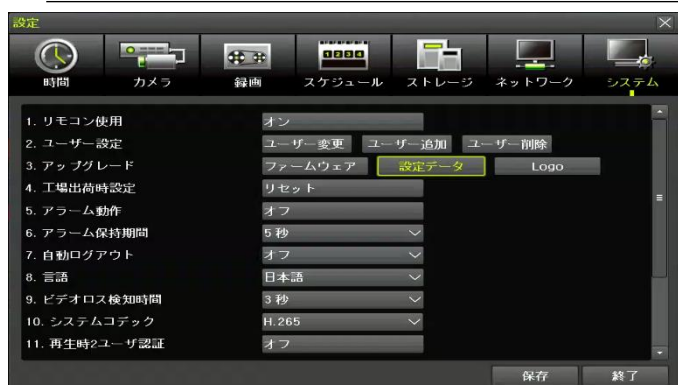 設定
時間 カメラ 録画 スケジュール ストレージ ネットワーク システム
1. リモコン使用 オン
2. ユーザー設定 ユーザー変更 ユーザー追加 ユーザー削除
3. アップグレード ファームウェア 設定データ Logo
4. 工場出荷時設定 リセット
5. アラーム動作 オフ
6. アラーム保持期間 5 秒
7. 自動ログアウト オフ
8. 言語 日本語
9. ビデオロス検知時間 3 秒
10. システムコデック H.265
11. 再生時2ユーザ認証 オフ
保存 終了